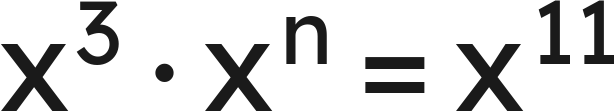 x³ · xⁿ = x¹¹